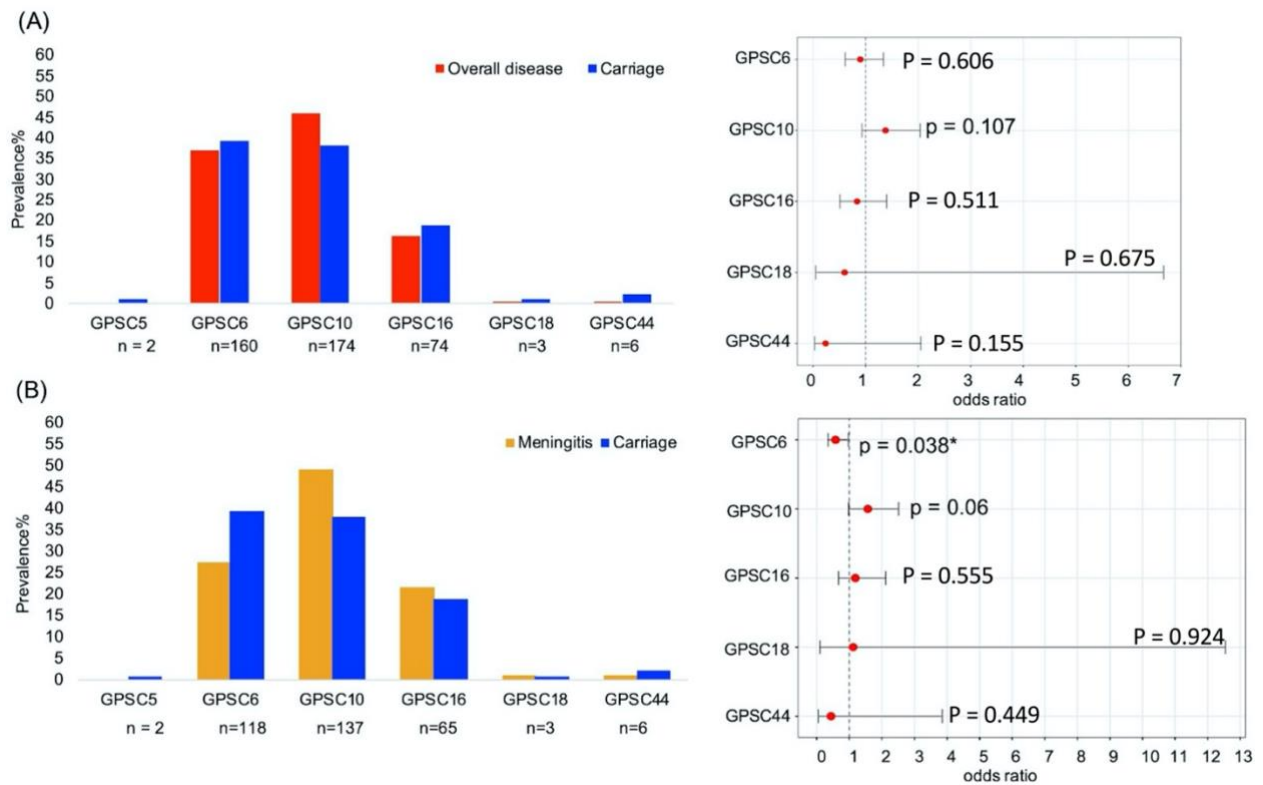 (A)
60
55
50
45
40
35
30
25
20
15
10
5
0
Prevalence%
Overall disease Carriage
GPSC5 GPSC6 GPSC10 GPSC16 GPSC18 GPSC44
n = 2 n=160 n=174 n=74 n=3 n=6
GPSC6 P = 0.606
GPSC10 p = 0.107
GPSC16 P = 0.511
GPSC18 P = 0.675
GPSC44 P = 0.155
0 1 2 3 4 5 6 7
odds ratio
(B)
60
55
50
45
40
35
30
25
20
15
10
5
0
Prevalence%
Meningitis Carriage
GPSC5 GPSC6 GPSC10 GPSC16 GPSC18 GPSC44
n = 2 n=118 n=137 n=65 n=3 n=6
GPSC6 p = 0.038*
GPSC10 p = 0.06
GPSC16 P = 0.555
GPSC18 P = 0.924
GPSC44 P = 0.449
0 1 2 3 4 5 6 7 8 9 10 11 12 13
odds ratio